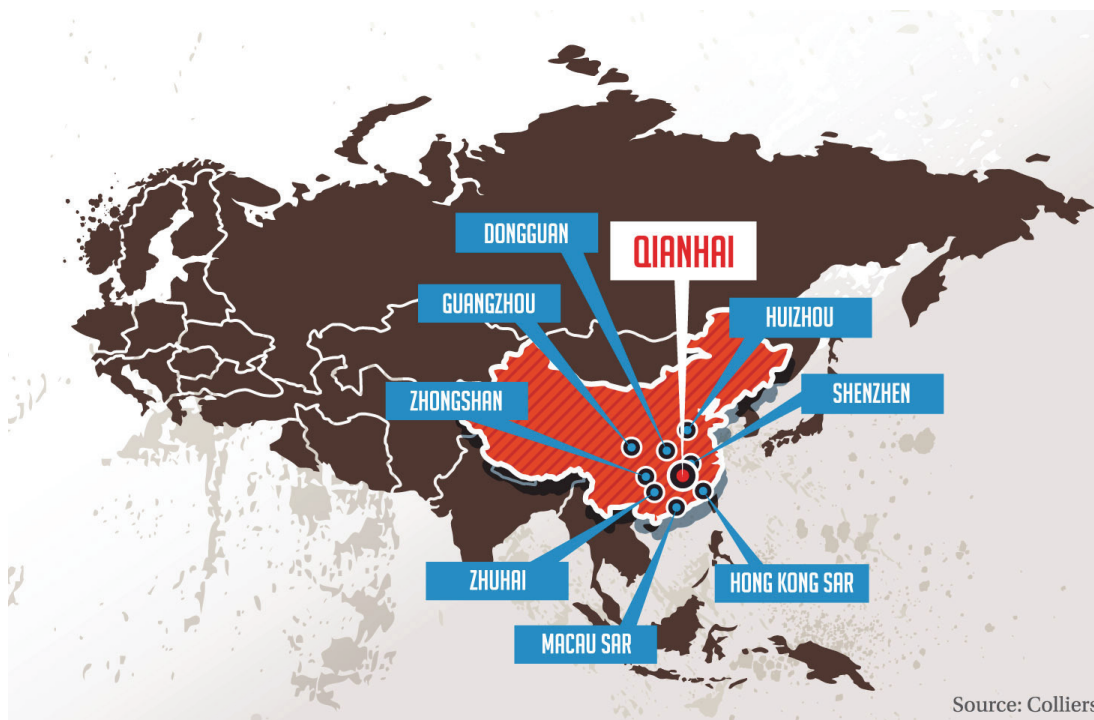 DONGGUAN
QIANHAI
GUANGZHOU
HUIZHOU
ZHONGSHAN
SHENZHEN
ZHUHAI
HONG KONG SAR
MACAU SAR
Source: Colliers